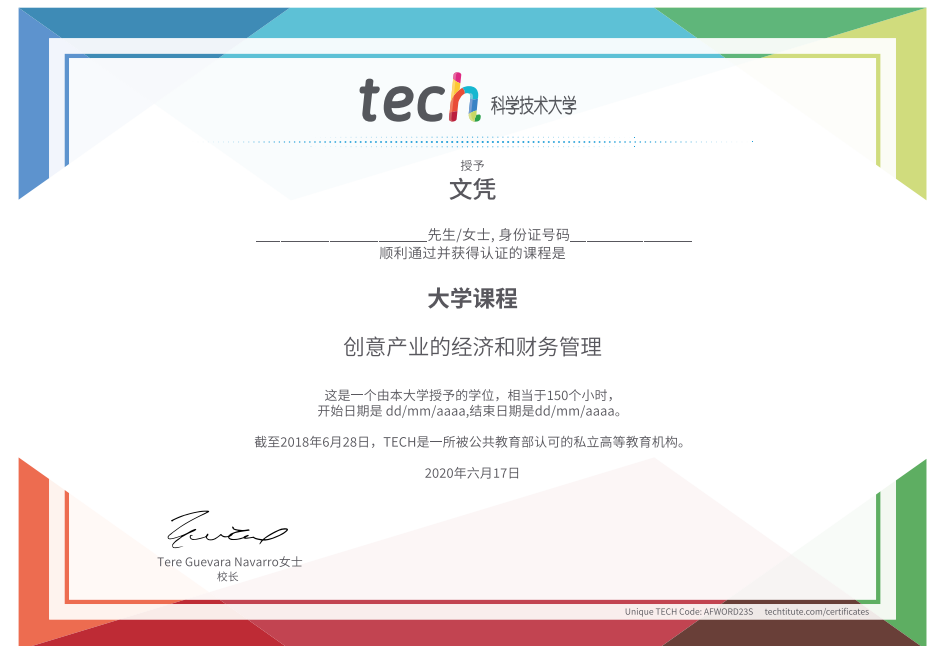 tech 科学技术大学
授予
文凭
先生/女士, 身份证号码
顺利通过并获得认证的课程是
大学课程
创意产业的经济和财务管理
这是一个由本大学授予的学位，相当于150个小时，
开始日期是 dd/mm/aaaa,结束日期是dd/mm/aaaa。
截至2018年6月28日，TECH是一所被公共教育部认可的私立高等教育机构。
2020年六月17日
Tere Guevara Navarro女士
校长
Unique TECH Code: AFWORD23S techtitute.com/certificates